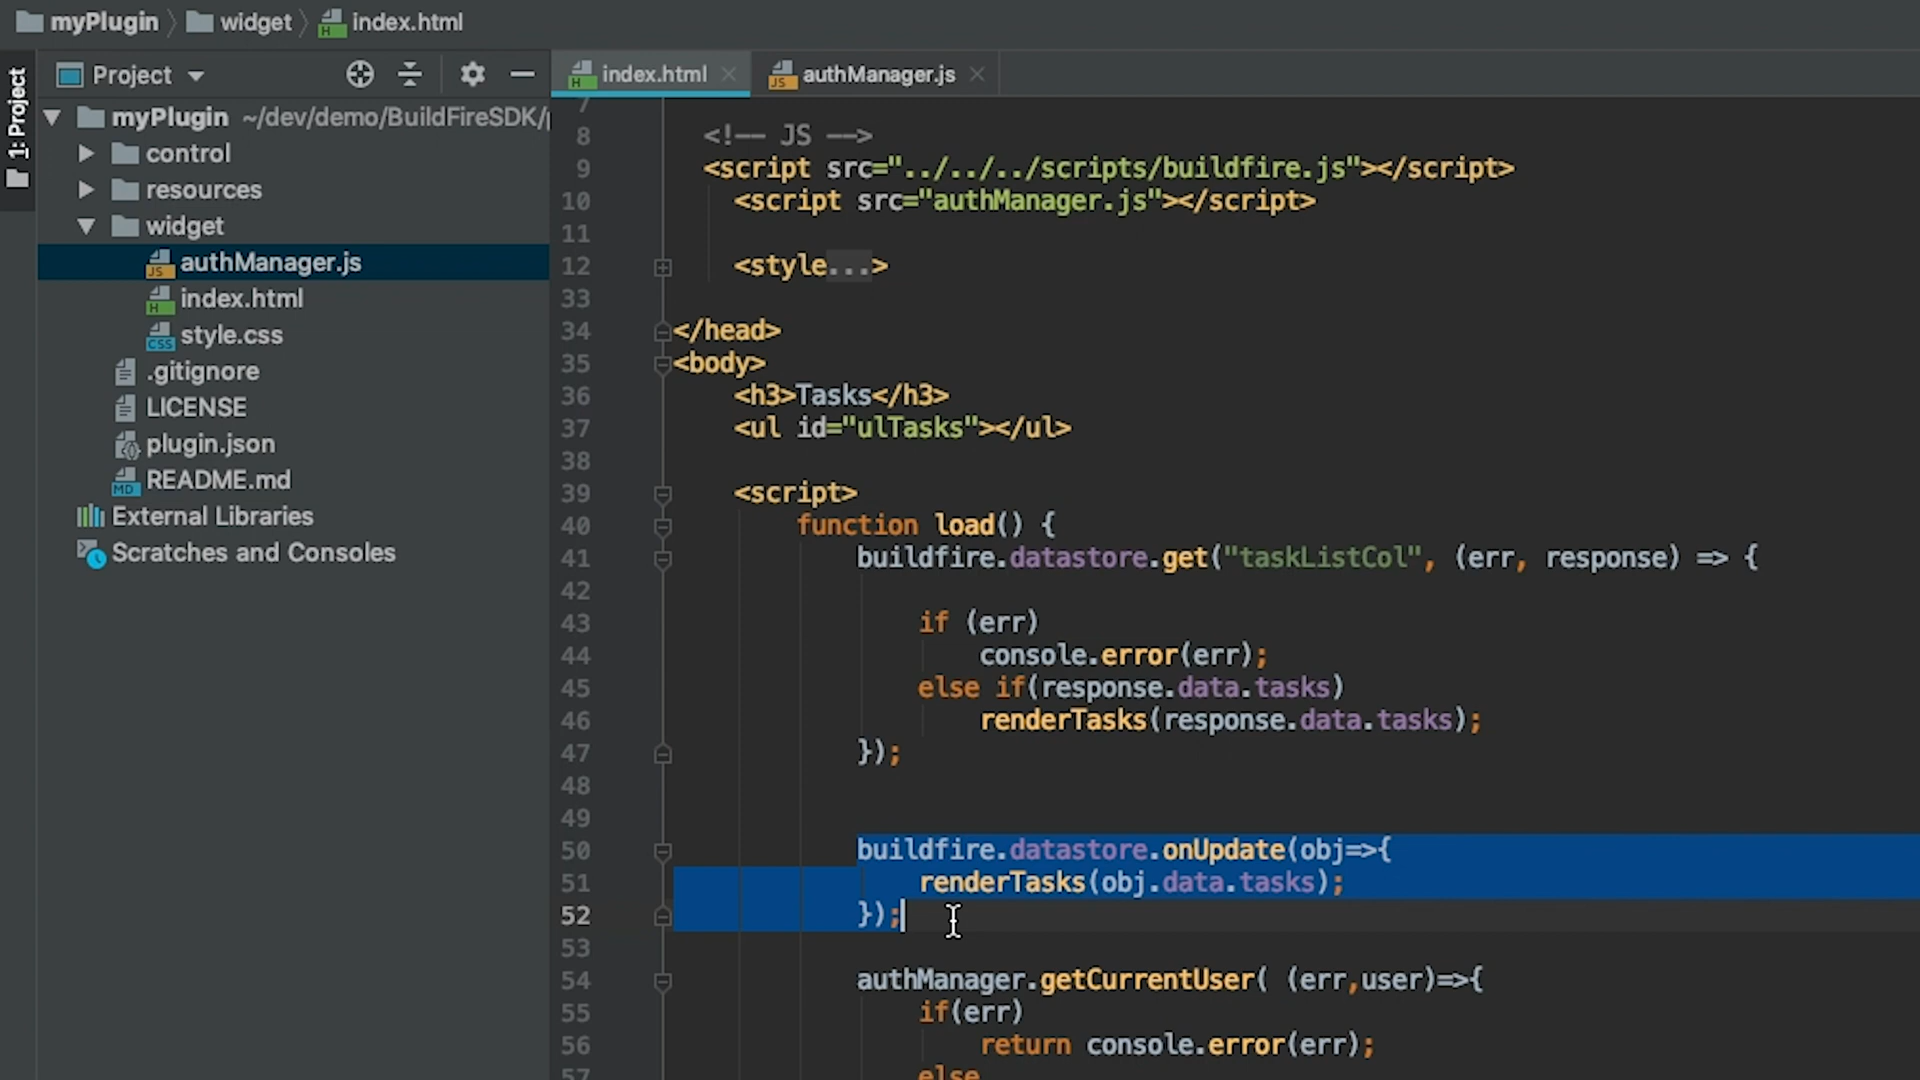 myPlugin widget index.html
1: Project
Project
index.html authManager.js
myPlugin ~/dev/demo/BuildFireSDK/
control
resources
widget
authManager.js
index.html
style.css
.gitignore
LICENSE
plugin.json
README.md
External Libraries
Scratches and Consoles
7
8 <!-- JS -->
9 <script src="../../../scripts/buildfire.js"></script>
10 <script src="authManager.js"></script>
11
12 <style...>
33
34 </head>
35 <body>
36 <h3>Tasks</h3>
37 <ul id="ulTasks"></ul>
38
39 <script>
40 function load() {
41 buildfire.datastore.get("taskListCol", (err, response) => {
42
43 if (err)
44 console.error(err);
45 else if(response.data.tasks)
46 renderTasks(response.data.tasks);
47 });
48
49
50 buildfire.datastore.onUpdate(obj=>{
51 renderTasks(obj.data.tasks);
52 });
53
54 authManager.getCurrentUser( (err,user)=>{
55 if(err)
56 return console.error(err);
57 else